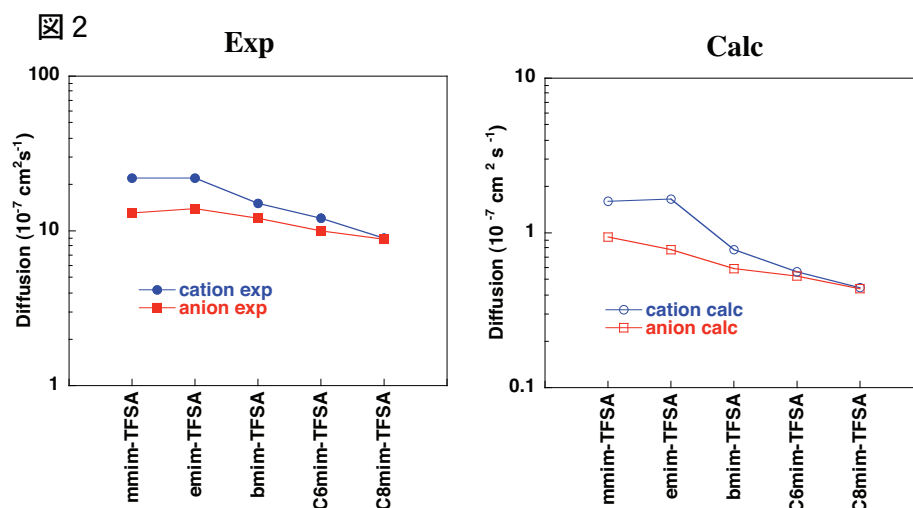 図2
Exp
100
10
1
Diffusion (10⁻⁷ cm²s⁻¹)
cation exp
anion exp
mmim-TFSA
emim-TFSA
bmim-TFSA
C6mim-TFSA
C8mim-TFSA
Calc
10
1
0.1
Diffusion (10⁻⁷ cm ² s ⁻¹)
cation calc
anion calc
mmim-TFSA
emim-TFSA
bmim-TFSA
C6mim-TFSA
C8mim-TFSA